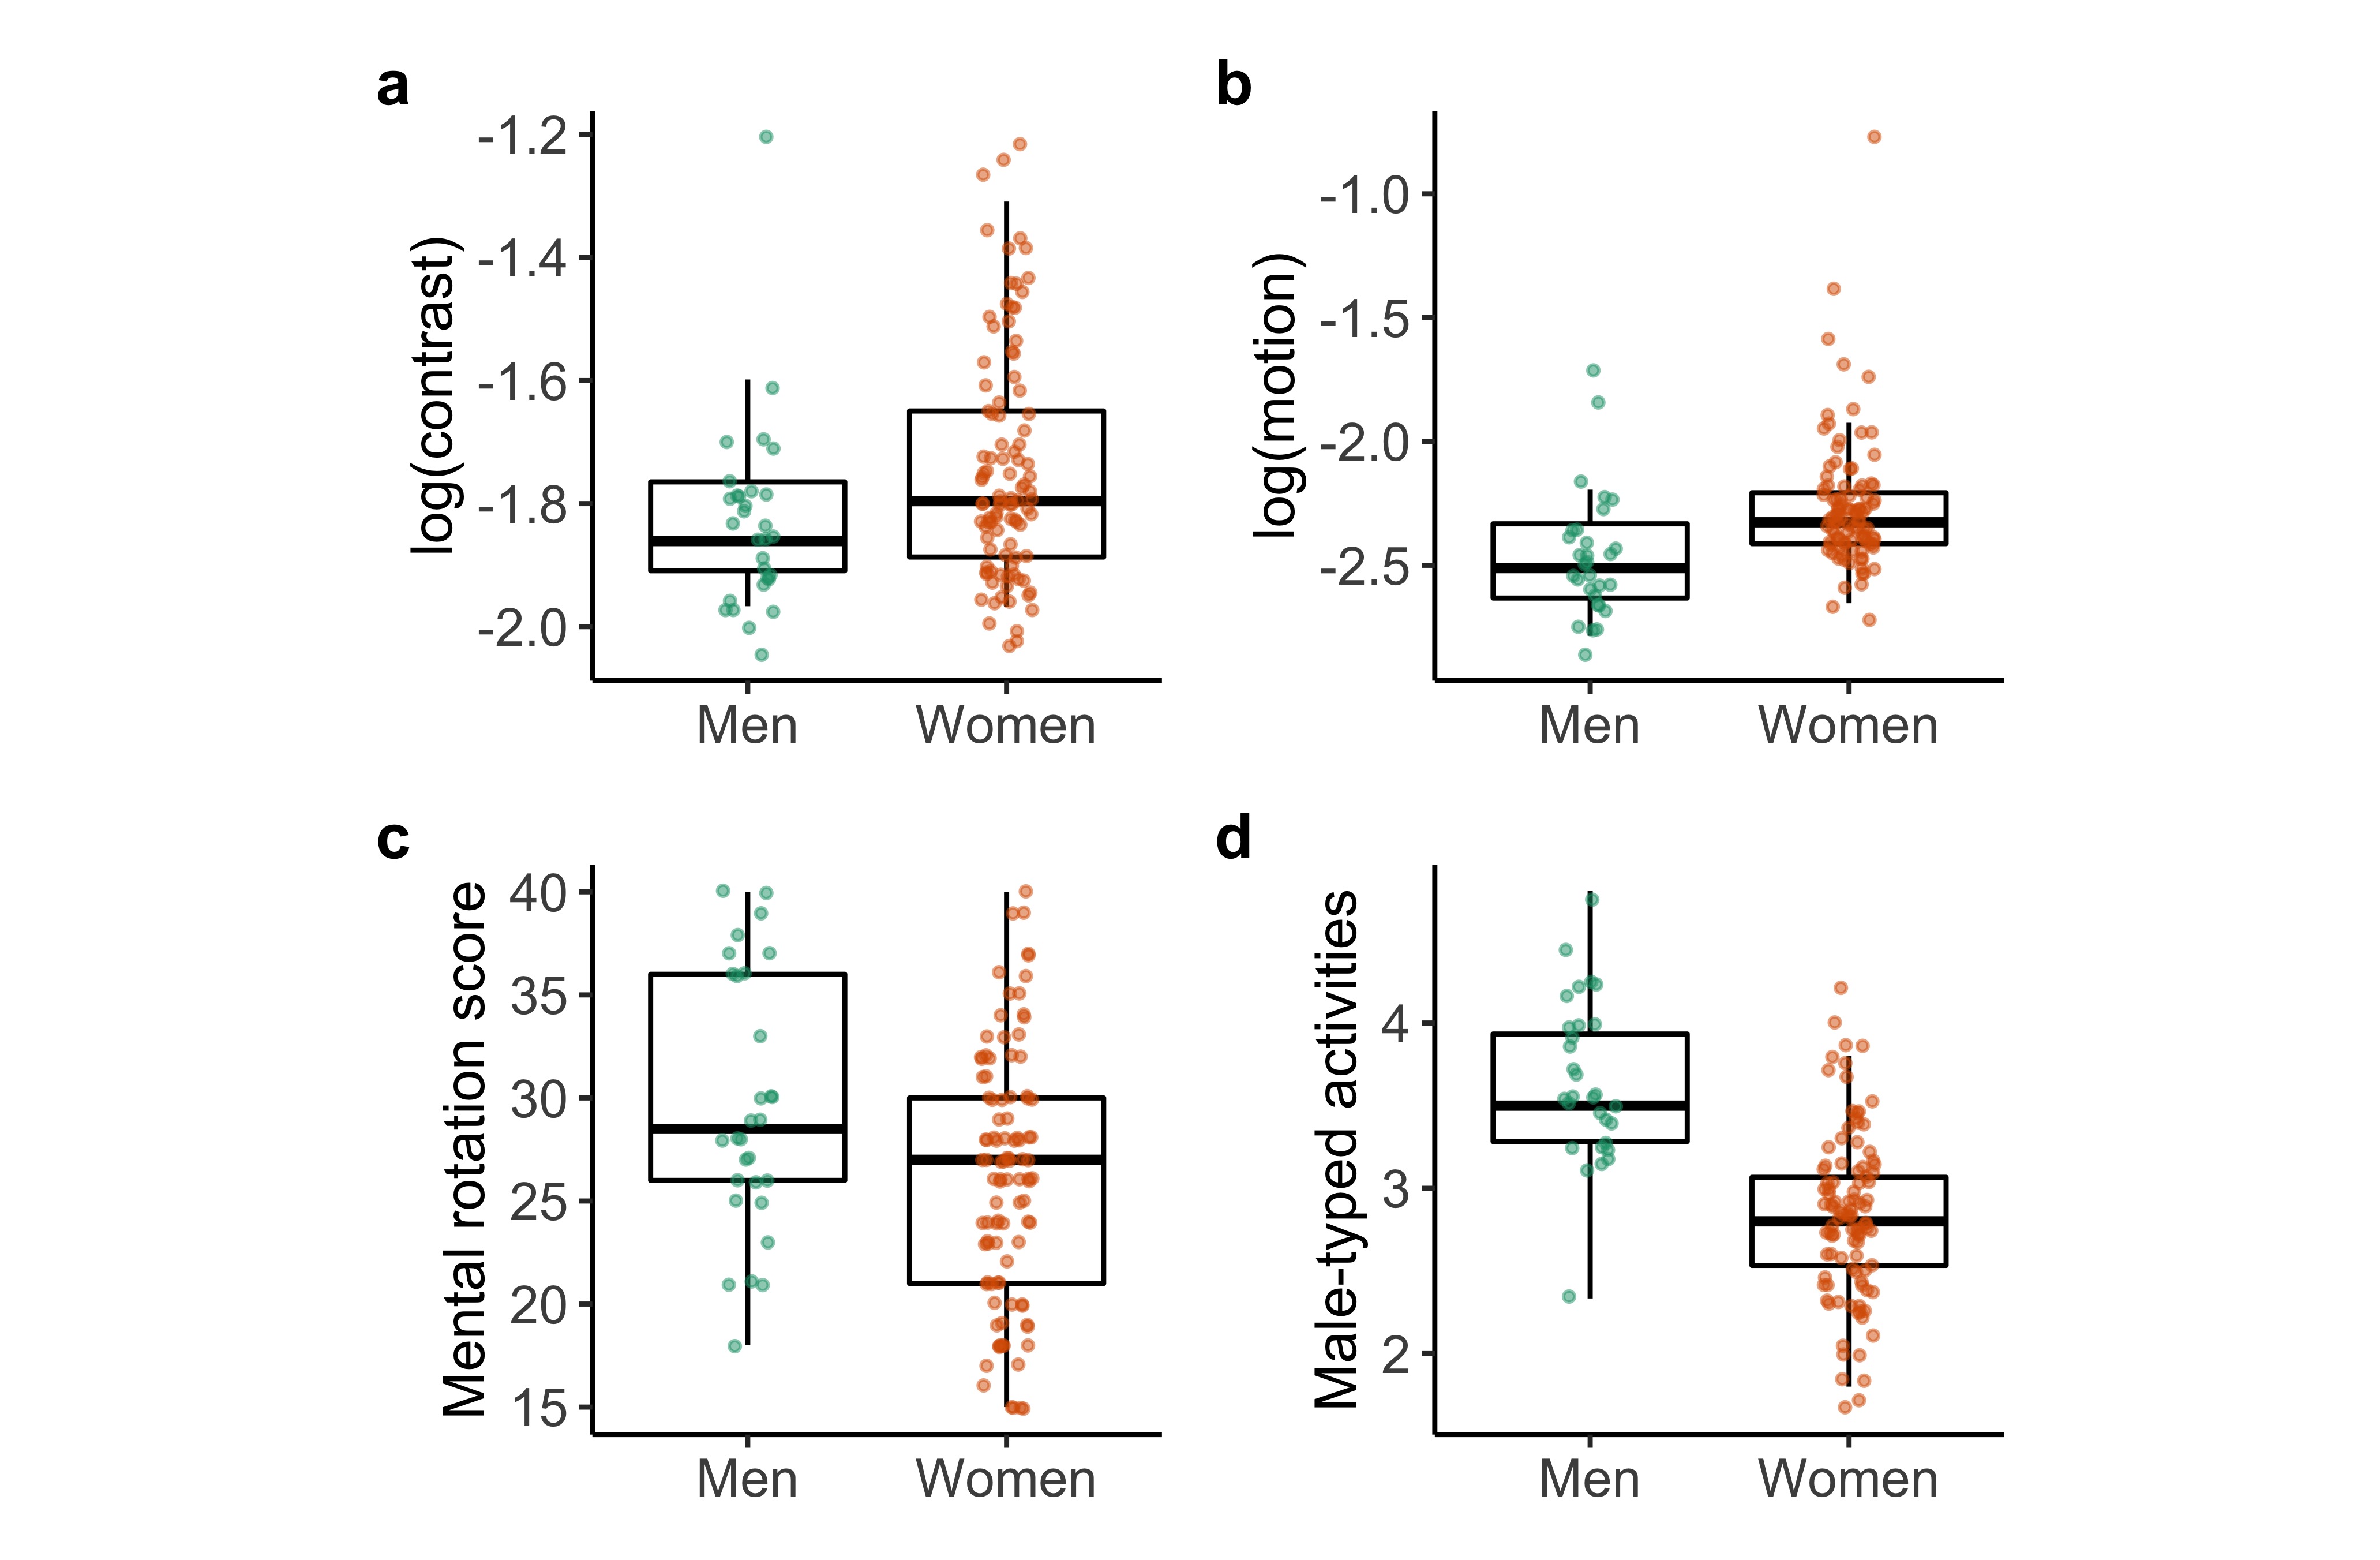 a
log(contrast)
-1.2
-1.4
-1.6
-1.8
-2.0
Men Women
b
log(motion)
-1.0
-1.5
-2.0
-2.5
Men Women
c
Mental rotation score
40
35
30
25
20
15
Men Women
d
Male-typed activities
4
3
2
Men Women